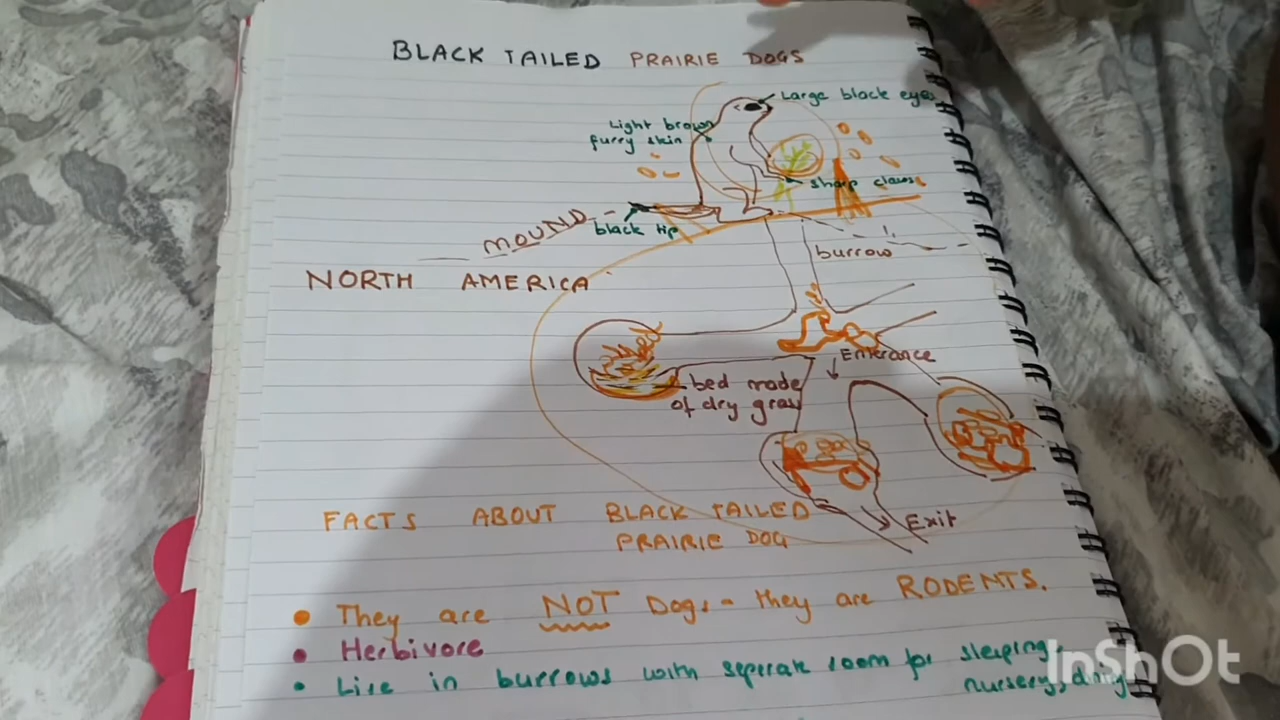 BLACK TAILED PRAIRIE DOGS
Large black eyes
Light brown
furry skin
sharp claws
MOUND
black tip
burrow
NORTH AMERICA
Entrance
bed made
of dry grass
FACTS ABOUT BLACK TAILED
PRAIRIE DOG
Exit
• They are NOT Dogs - they are RODENTS.
• Herbivore
• Live in burrows with seperate room for sleeping,
nursery, dining
InShOt